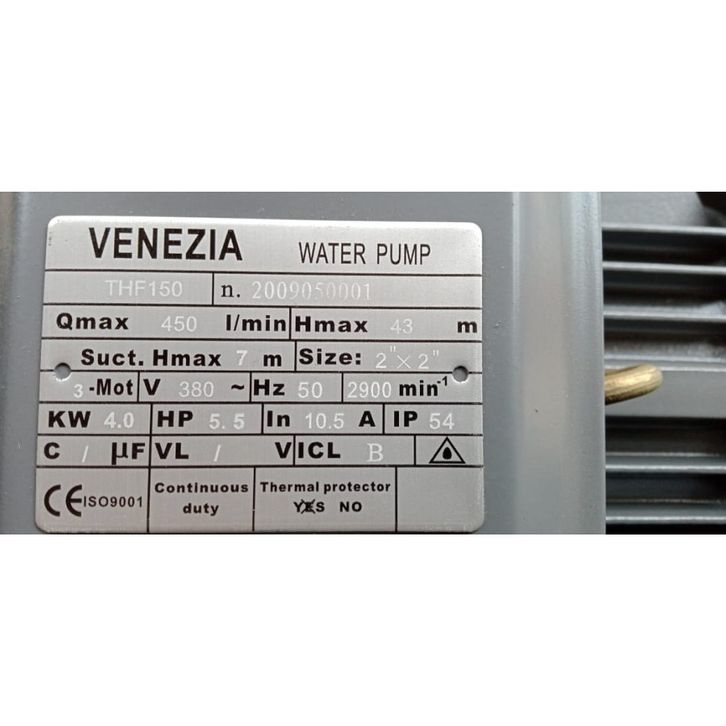 VENEZIA WATER PUMP
THF150 n. 2009050001
Qmax 450 l/min Hmax 43 m
Suct. Hmax 7 m Size: 2"×2"
3-Mot V 380 ~ Hz 50 2900 min⁻¹
KW 4.0 HP 5.5 In 10.5 A IP 54
C / µF VL / V ICL B
CE ISO9001 Continuous duty Thermal protector YES NO